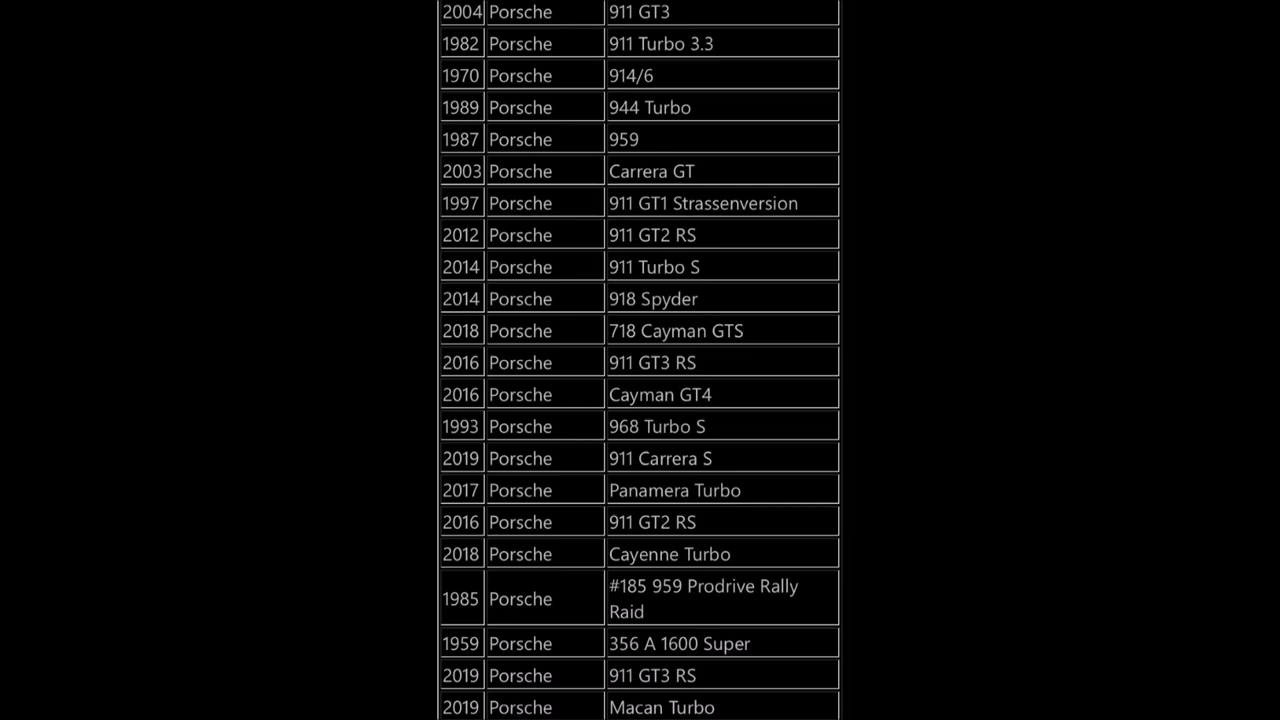 2004 Porsche 911 GT3
1982 Porsche 911 Turbo 3.3
1970 Porsche 914/6
1989 Porsche 944 Turbo
1987 Porsche 959
2003 Porsche Carrera GT
1997 Porsche 911 GT1 Strassenversion
2012 Porsche 911 GT2 RS
2014 Porsche 911 Turbo S
2014 Porsche 918 Spyder
2018 Porsche 718 Cayman GTS
2016 Porsche 911 GT3 RS
2016 Porsche Cayman GT4
1993 Porsche 968 Turbo S
2019 Porsche 911 Carrera S
2017 Porsche Panamera Turbo
2016 Porsche 911 GT2 RS
2018 Porsche Cayenne Turbo
1985 Porsche #185 959 Prodrive Rally
Raid
1959 Porsche 356 A 1600 Super
2019 Porsche 911 GT3 RS
2019 Porsche Macan Turbo